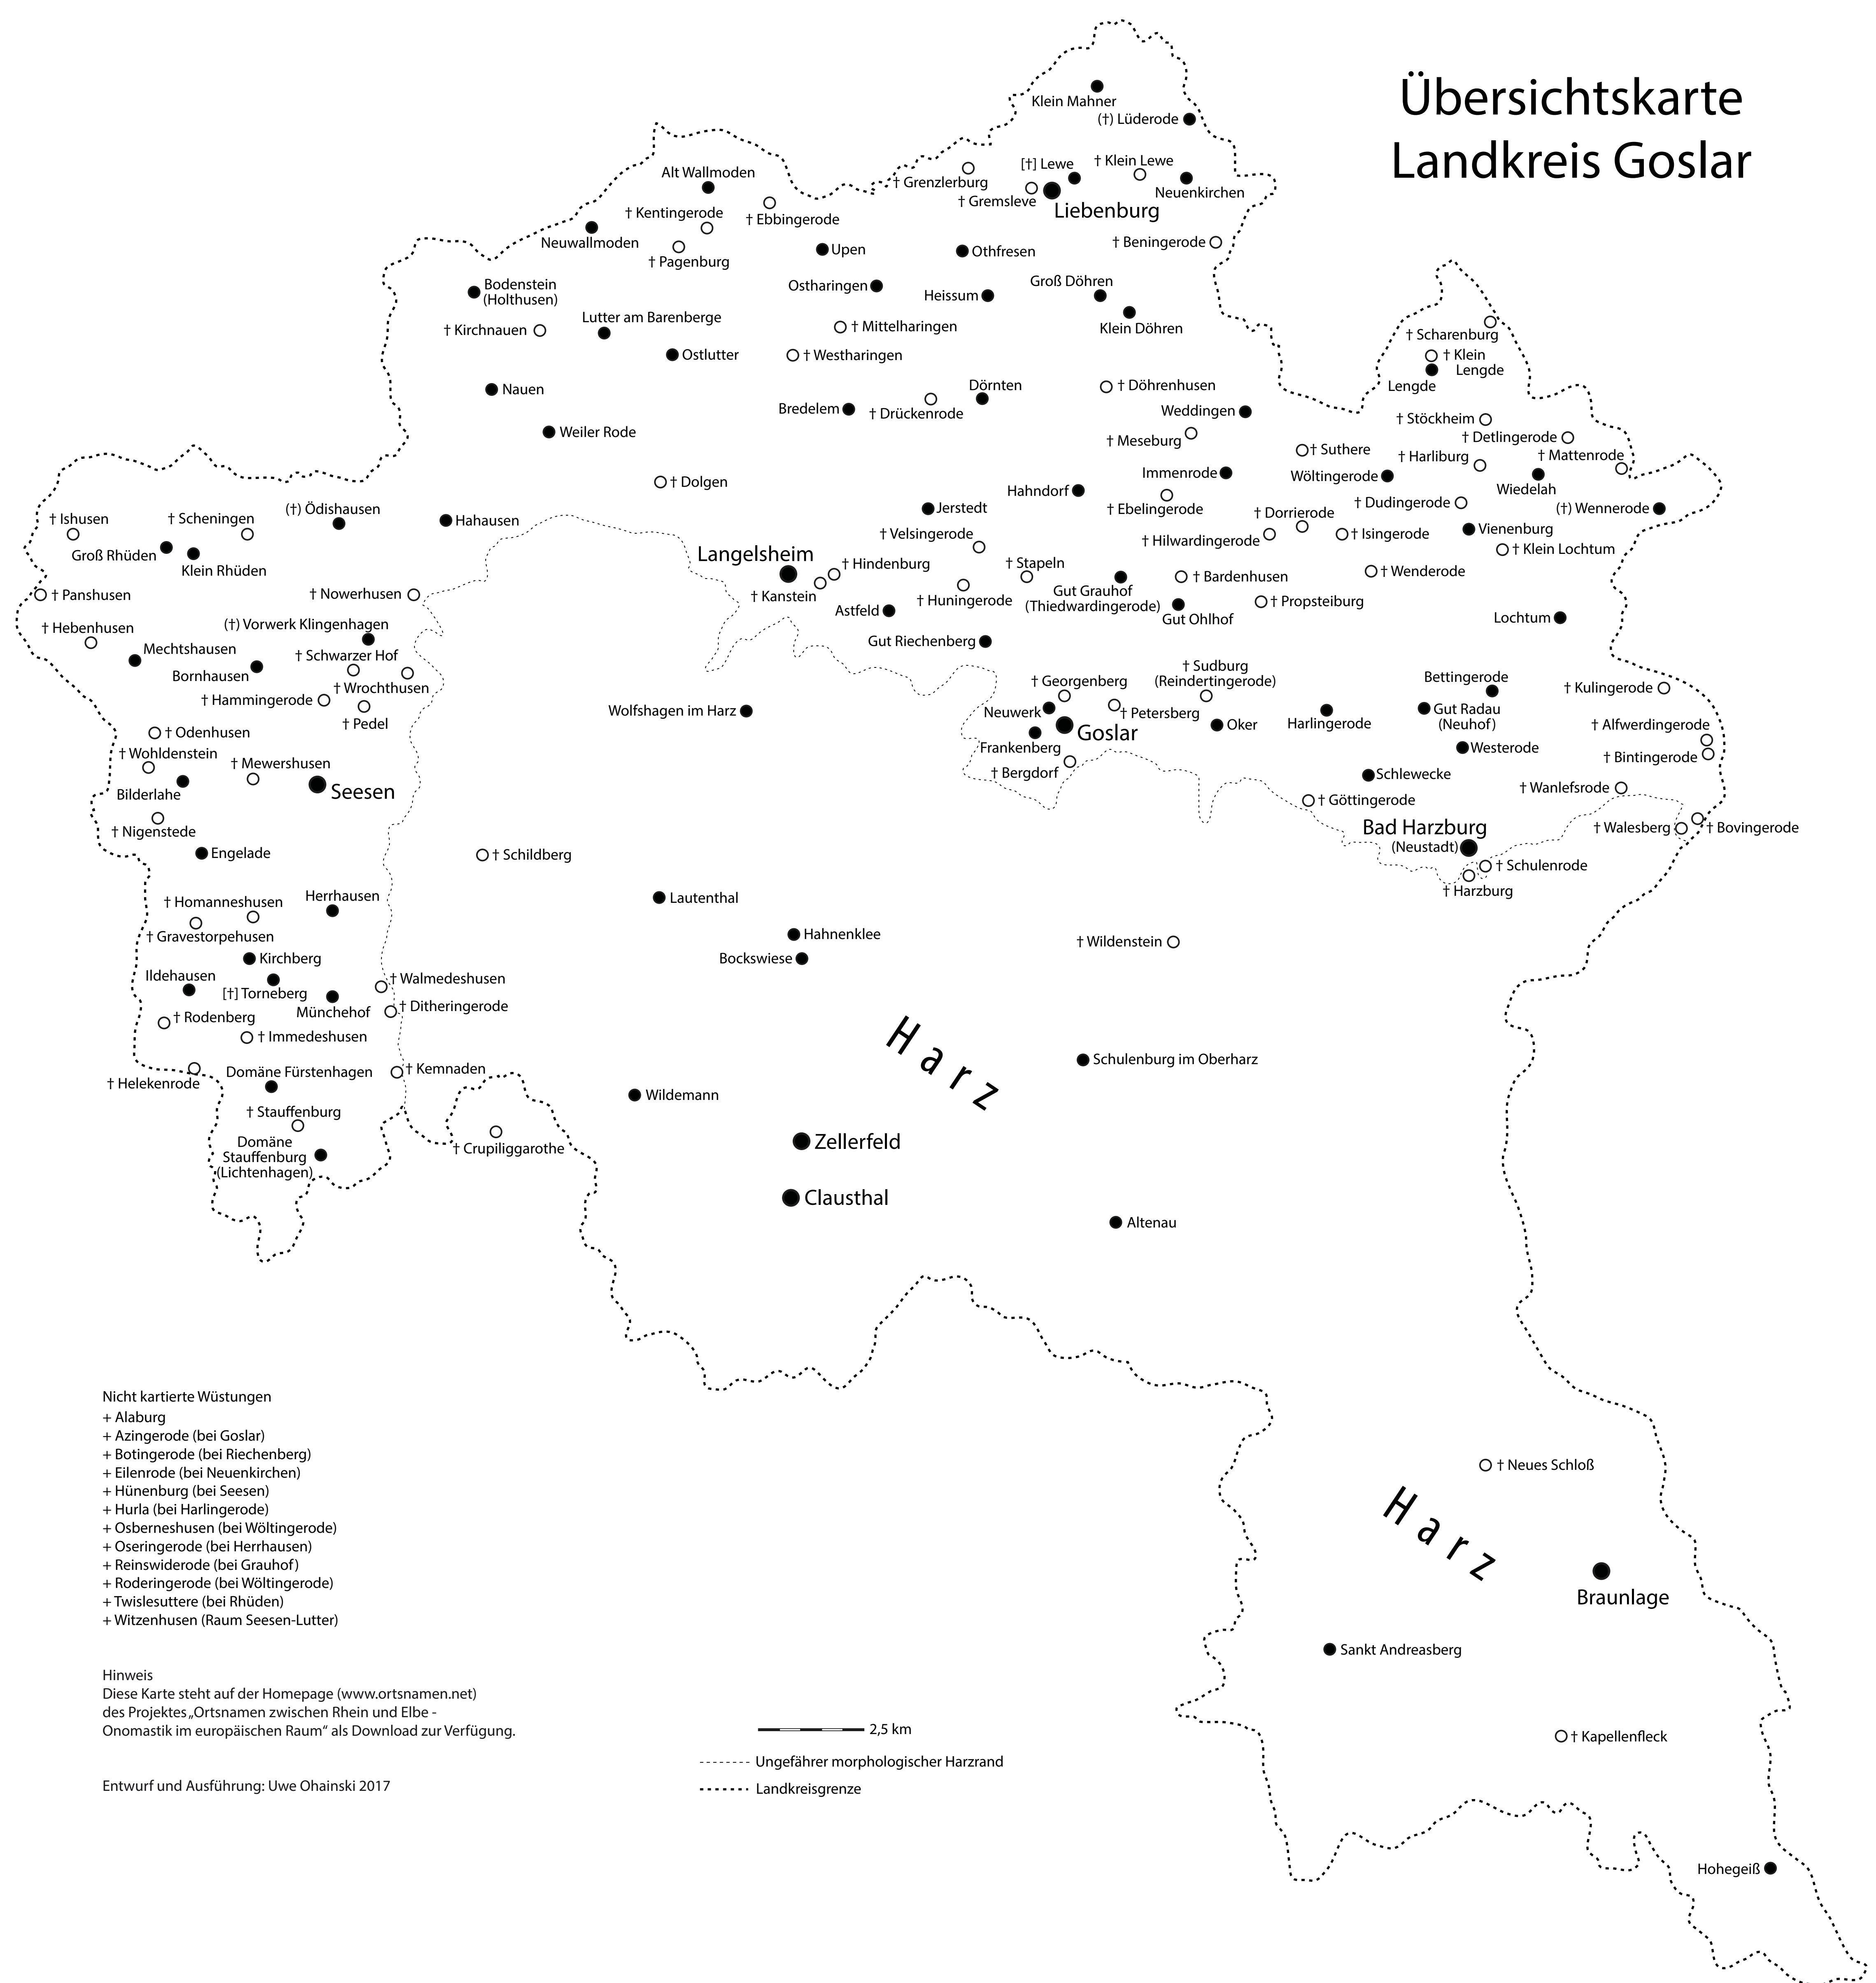 Übersichtskarte
Landkreis Goslar
Klein Mahner
(†) Lüderode
[†] Lewe
† Klein Lewe
† Grenzlerburg
Neuenkirchen
† Gremsleve
Liebenburg
Alt Wallmoden
† Kentingerode
† Ebbingerode
Neuwallmoden
† Pagenburg
Upen
Othfresen
† Beningerode
Bodenstein
(Holthusen)
Ostharingen
Heissum
Groß Döhren
† Kirchnauen
Lutter am Barenberge
† Mittelharingen
Klein Döhren
† Scharenburg
Ostlutter
† Westharingen
† Klein
Lengde
Lengde
Nauen
Dörnten
† Döhrenhusen
Bredelem
† Drückenrode
Weddingen
† Stöckheim
Weiler Rode
† Meseburg
† Detlingerode
† Suthere
† Harliburg
† Mattenrode
† Dolgen
Immenrode
Wöltingerode
Wiedelah
Hahndorf
† Ishusen
† Scheningen
(†) Ödishausen
Hahausen
Jerstedt
† Ebelingerode
† Dorrierode
† Dudingerode
(†) Wennerode
Groß Rhüden
Klein Rhüden
† Velsingerode
† Hilwardingerode
† Isingerode
Vienenburg
† Klein Lochtum
Langelsheim
† Hindenburg
† Stapeln
† Bardenhusen
† Wenderode
† Panshusen
† Nowerhusen
† Kanstein
† Huningerode
Gut Grauhof
(Thiedwardingerode)
† Propsteiburg
Astfeld
Gut Ohlhof
Lochtum
† Hebenhusen
(†) Vorwerk Klingenhagen
Gut Riechenberg
Mechtshausen
† Schwarzer Hof
Bornhausen
† Wrochthusen
† Georgenberg
† Sudburg
(Reindertingerode)
Bettingerode
† Kulingerode
† Hammingerode
† Pedel
Wolfshagen im Harz
Neuwerk
† Petersberg
Oker
Harlingerode
Gut Radau
(Neuhof)
† Alfwerdingerode
† Odenhusen
Goslar
Frankenberg
Westerode
† Bintingerode
† Wohldenstein
† Mewershusen
† Bergdorf
Schlewecke
Bilderlahe
Seesen
† Göttingerode
† Wanlefsrode
† Nigenstede
Bad Harzburg
(Neustadt)
† Walesberg
† Bovingerode
Engelade
† Schildberg
† Schulenrode
† Harzburg
† Homanneshusen
Herrhausen
Lautenthal
† Gravestorpehusen
Hahnenklee
† Wildenstein
Kirchberg
Bockswiese
Ildehausen
[†] Torneberg
† Walmedeshusen
Münchehof
† Ditheringerode
† Rodenberg
† Immedeshusen
Harz
Schulenburg im Oberharz
† Helekenrode
Domäne Fürstenhagen
† Kemnaden
Wildemann
† Stauffenburg
Domäne
Stauffenburg
(Lichtenhagen)
† Crupiliggarothe
Zellerfeld
Clausthal
Altenau
† Neues Schloß
Harz
Braunlage
Sankt Andreasberg
† Kapellenfleck
Hohegeiß
Nicht kartierte Wüstungen
+ Alaburg
+ Azingerode (bei Goslar)
+ Botingerode (bei Riechenberg)
+ Eilenrode (bei Neuenkirchen)
+ Hünenburg (bei Seesen)
+ Hurla (bei Harlingerode)
+ Osberneshusen (bei Wöltingerode)
+ Oseringerode (bei Herrhausen)
+ Reinswiderode (bei Grauhof)
+ Roderingerode (bei Wöltingerode)
+ Twislesuttere (bei Rhüden)
+ Witzenhusen (Raum Seesen-Lutter)
Hinweis
Diese Karte steht auf der Homepage (www.ortsnamen.net)
des Projektes „Ortsnamen zwischen Rhein und Elbe -
Onomastik im europäischen Raum“ als Download zur Verfügung.
Entwurf und Ausführung: Uwe Ohainski 2017
2,5 km
Ungefährer morphologischer Harzrand
Landkreisgrenze